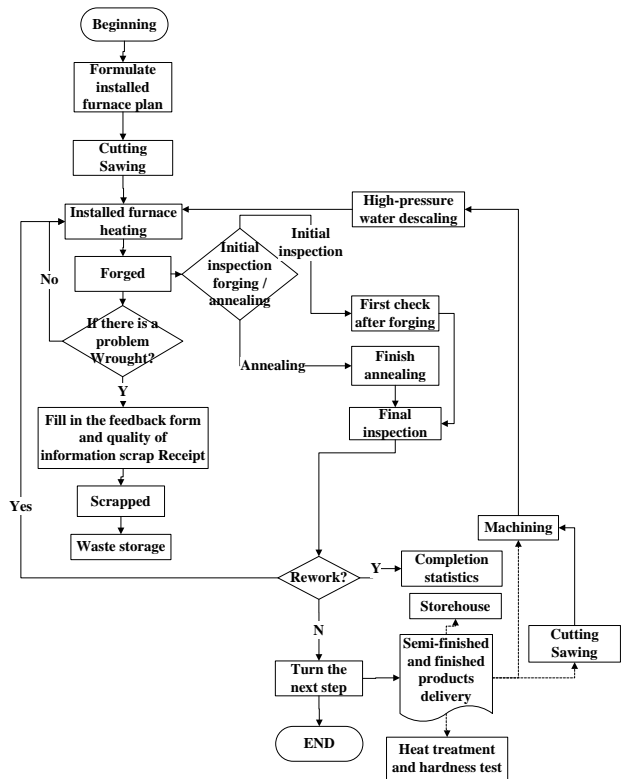 Beginning
Formulate
installed
furnace plan
Cutting
Sawing
Installed furnace
heating
High-pressure
water descaling
Initial
inspection
No
Forged
Initial
inspection
forging /
annealing
If there is a
problem
Wrought?
First check
after forging
Annealing
Finish
annealing
Y
Fill in the feedback form
and quality of
information scrap Receipt
Final
inspection
Yes
Scrapped
Waste storage
Machining
Rework?
Y
Completion
statistics
Storehouse
N
Cutting
Sawing
Turn the
next step
Semi-finished
and finished
products
delivery
END
Heat treatment
and hardness test